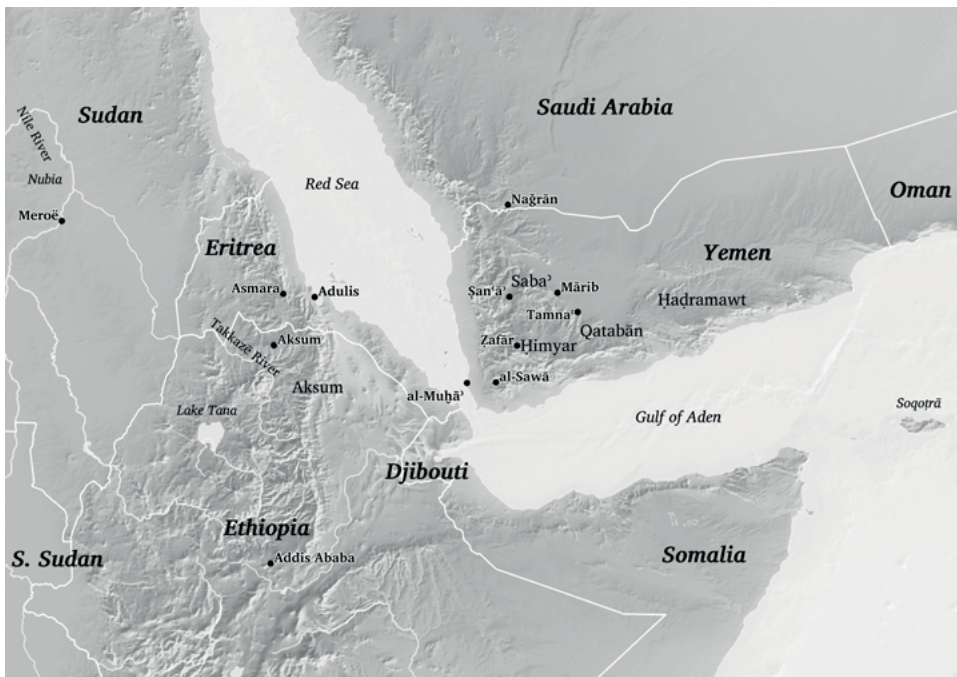 Sudan
Saudi Arabia
Nile River
Nubia
Red Sea
Oman
Meroë
Naǧrān
Eritrea
Yemen
Asmara
Adulis
Ṣanʿāʾ
Sabaʾ
Mārib
Ḥaḍramawt
Tamnaʿ
Qatabān
Takkazē River
Aksum
Ẓafār
Ḥimyar
Aksum
al-Sawā
al-Muḫāʾ
Lake Tana
Gulf of Aden
Soqoṭrā
Djibouti
Ethiopia
S. Sudan
Addis Ababa
Somalia